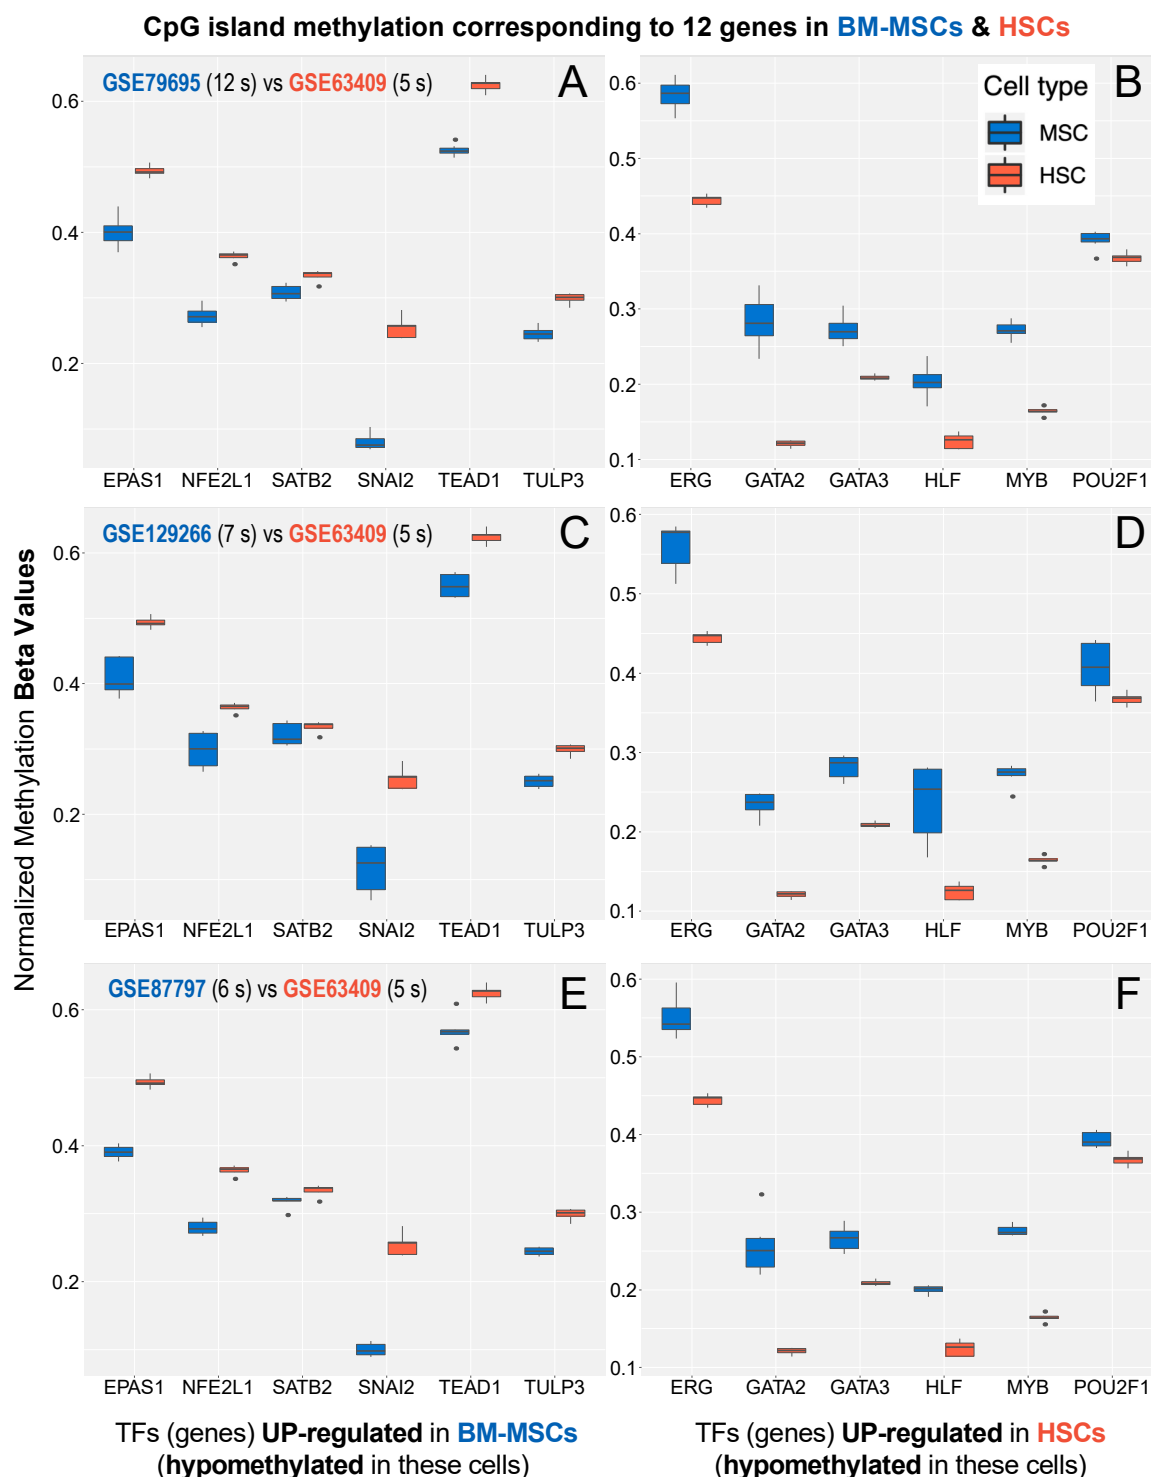 CpG island methylation corresponding to 12 genes in BM-MSCs & HSCs
GSE79695 (12 s) vs GSE63409 (5 s)
A
0.6
0.4
0.2
EPAS1 NFE2L1 SATB2 SNAI2 TEAD1 TULP3
B
Cell type
MSC
HSC
0.6
0.5
0.4
0.3
0.2
0.1
ERG GATA2 GATA3 HLF MYB POU2F1
Normalized Methylation Beta Values
GSE129266 (7 s) vs GSE63409 (5 s)
C
0.6
0.4
0.2
EPAS1 NFE2L1 SATB2 SNAI2 TEAD1 TULP3
D
0.6
0.5
0.4
0.3
0.2
0.1
ERG GATA2 GATA3 HLF MYB POU2F1
GSE87797 (6 s) vs GSE63409 (5 s)
E
0.6
0.4
0.2
EPAS1 NFE2L1 SATB2 SNAI2 TEAD1 TULP3
F
0.6
0.5
0.4
0.3
0.2
0.1
ERG GATA2 GATA3 HLF MYB POU2F1
TFs (genes) UP-regulated in BM-MSCs
(hypomethylated in these cells)
TFs (genes) UP-regulated in HSCs
(hypomethylated in these cells)